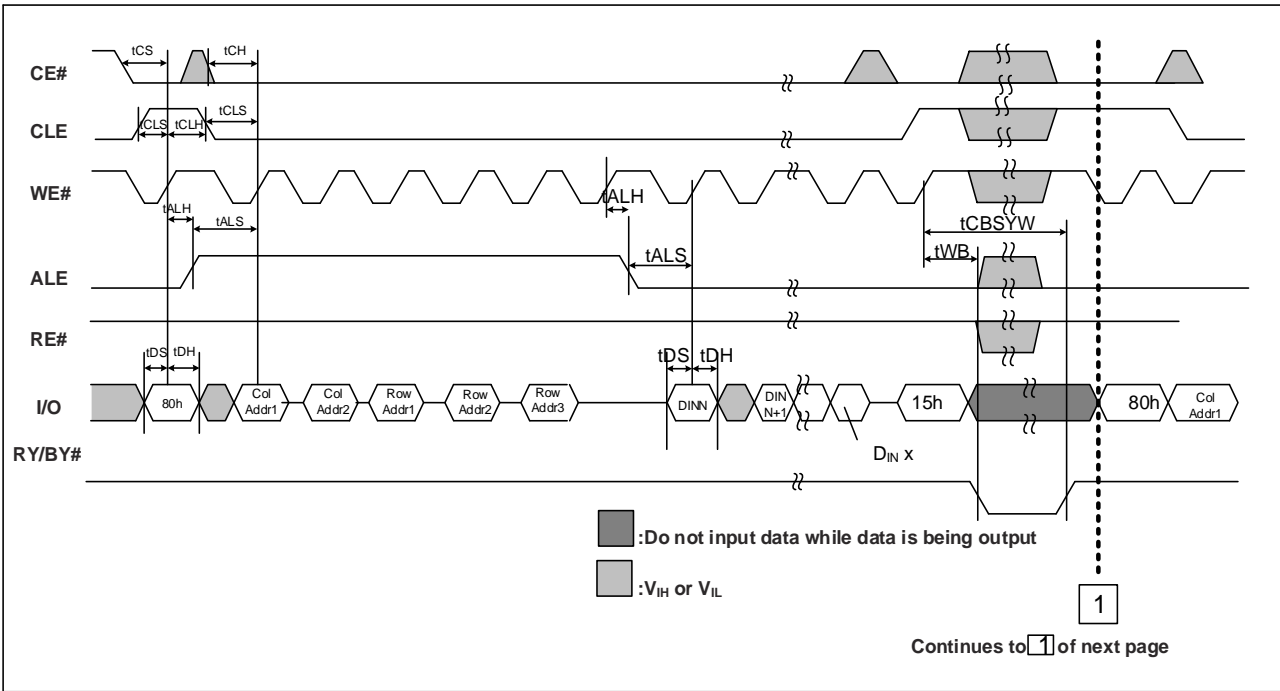 tCS
tCH
CE#
tCLS
CLE
tCLS
tCLH
WE#
tALH
tALH
tALS
tCBSYW
tWB
tALS
ALE
RE#
tDS
tDH
tDS
tDH
I/O
80h
Col Addr1
Col Addr2
Row Addr1
Row Addr2
Row Addr3
DINN
DIN N+1
15h
80h
Col Addr1
DIN x
RY/BY#
:Do not input data while data is being output
:VIH or VIL
1
Continues to 1 of next page